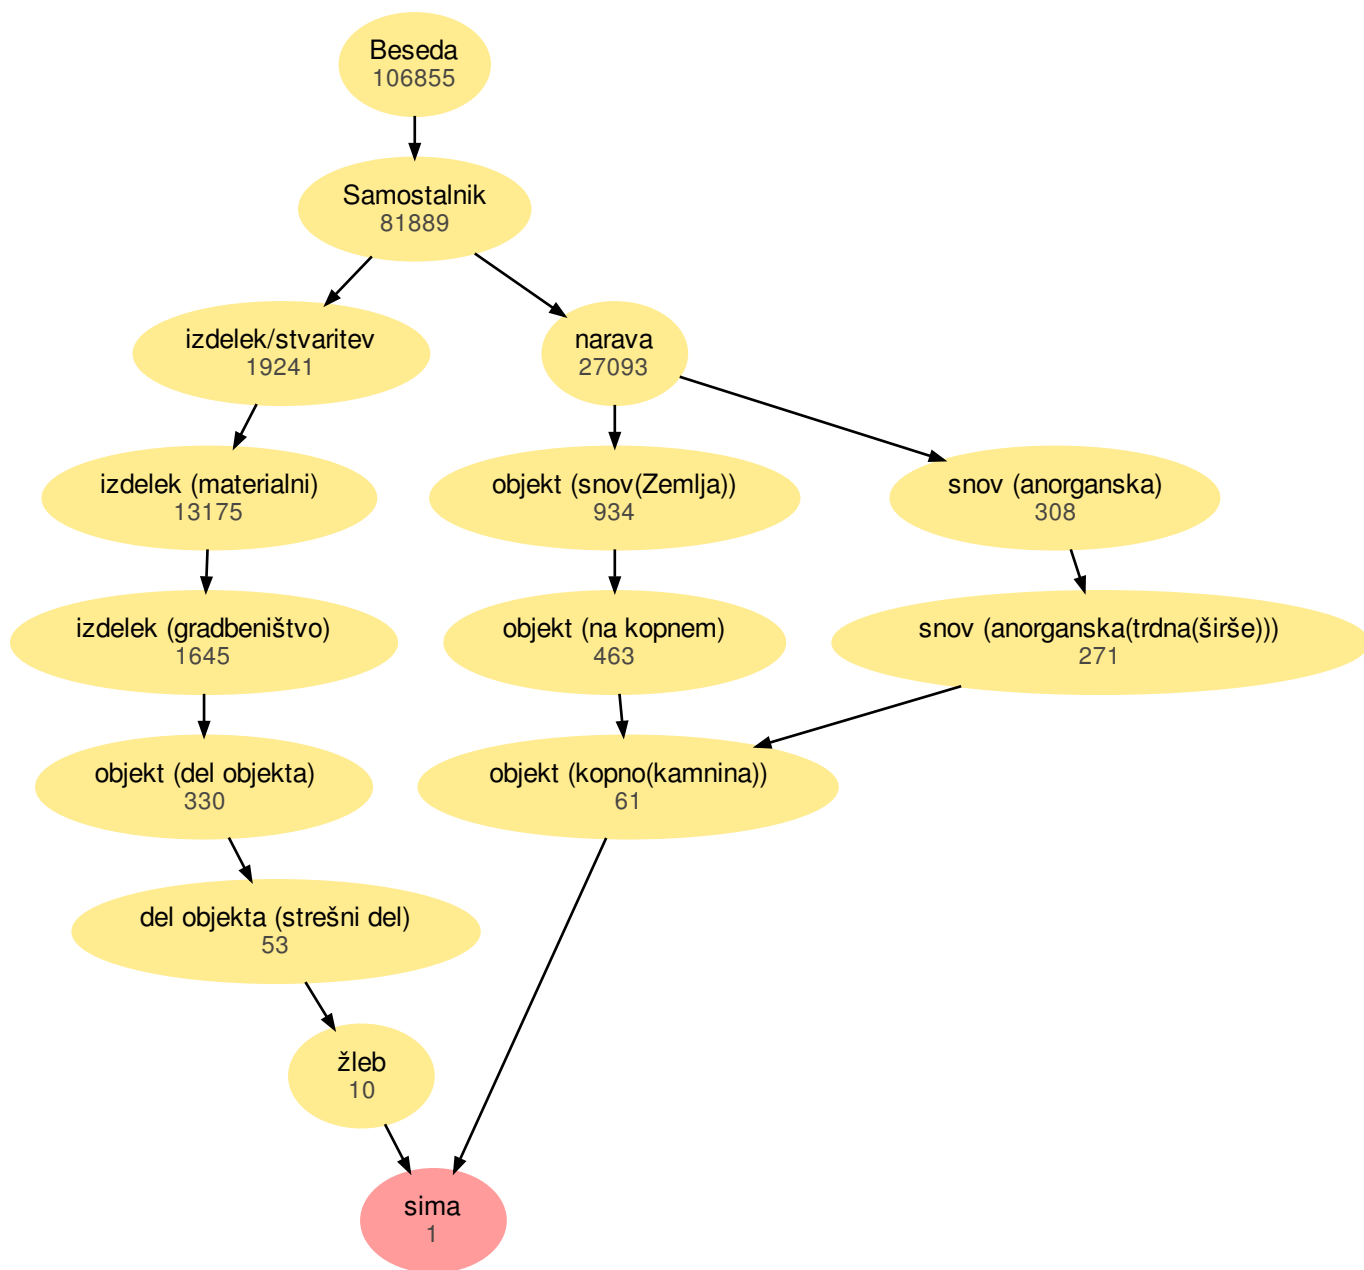 Beseda
106855
Samostalnik
81889
izdelek/stvaritev
19241
narava
27093
izdelek (materialni)
13175
objekt (snov(Zemlja))
934
snov (anorganska)
308
izdelek (gradbeništvo)
1645
objekt (na kopnem)
463
snov (anorganska(trdna(širše)))
271
objekt (del objekta)
330
objekt (kopno(kamnina))
61
del objekta (strešni del)
53
žleb
10
sima
1